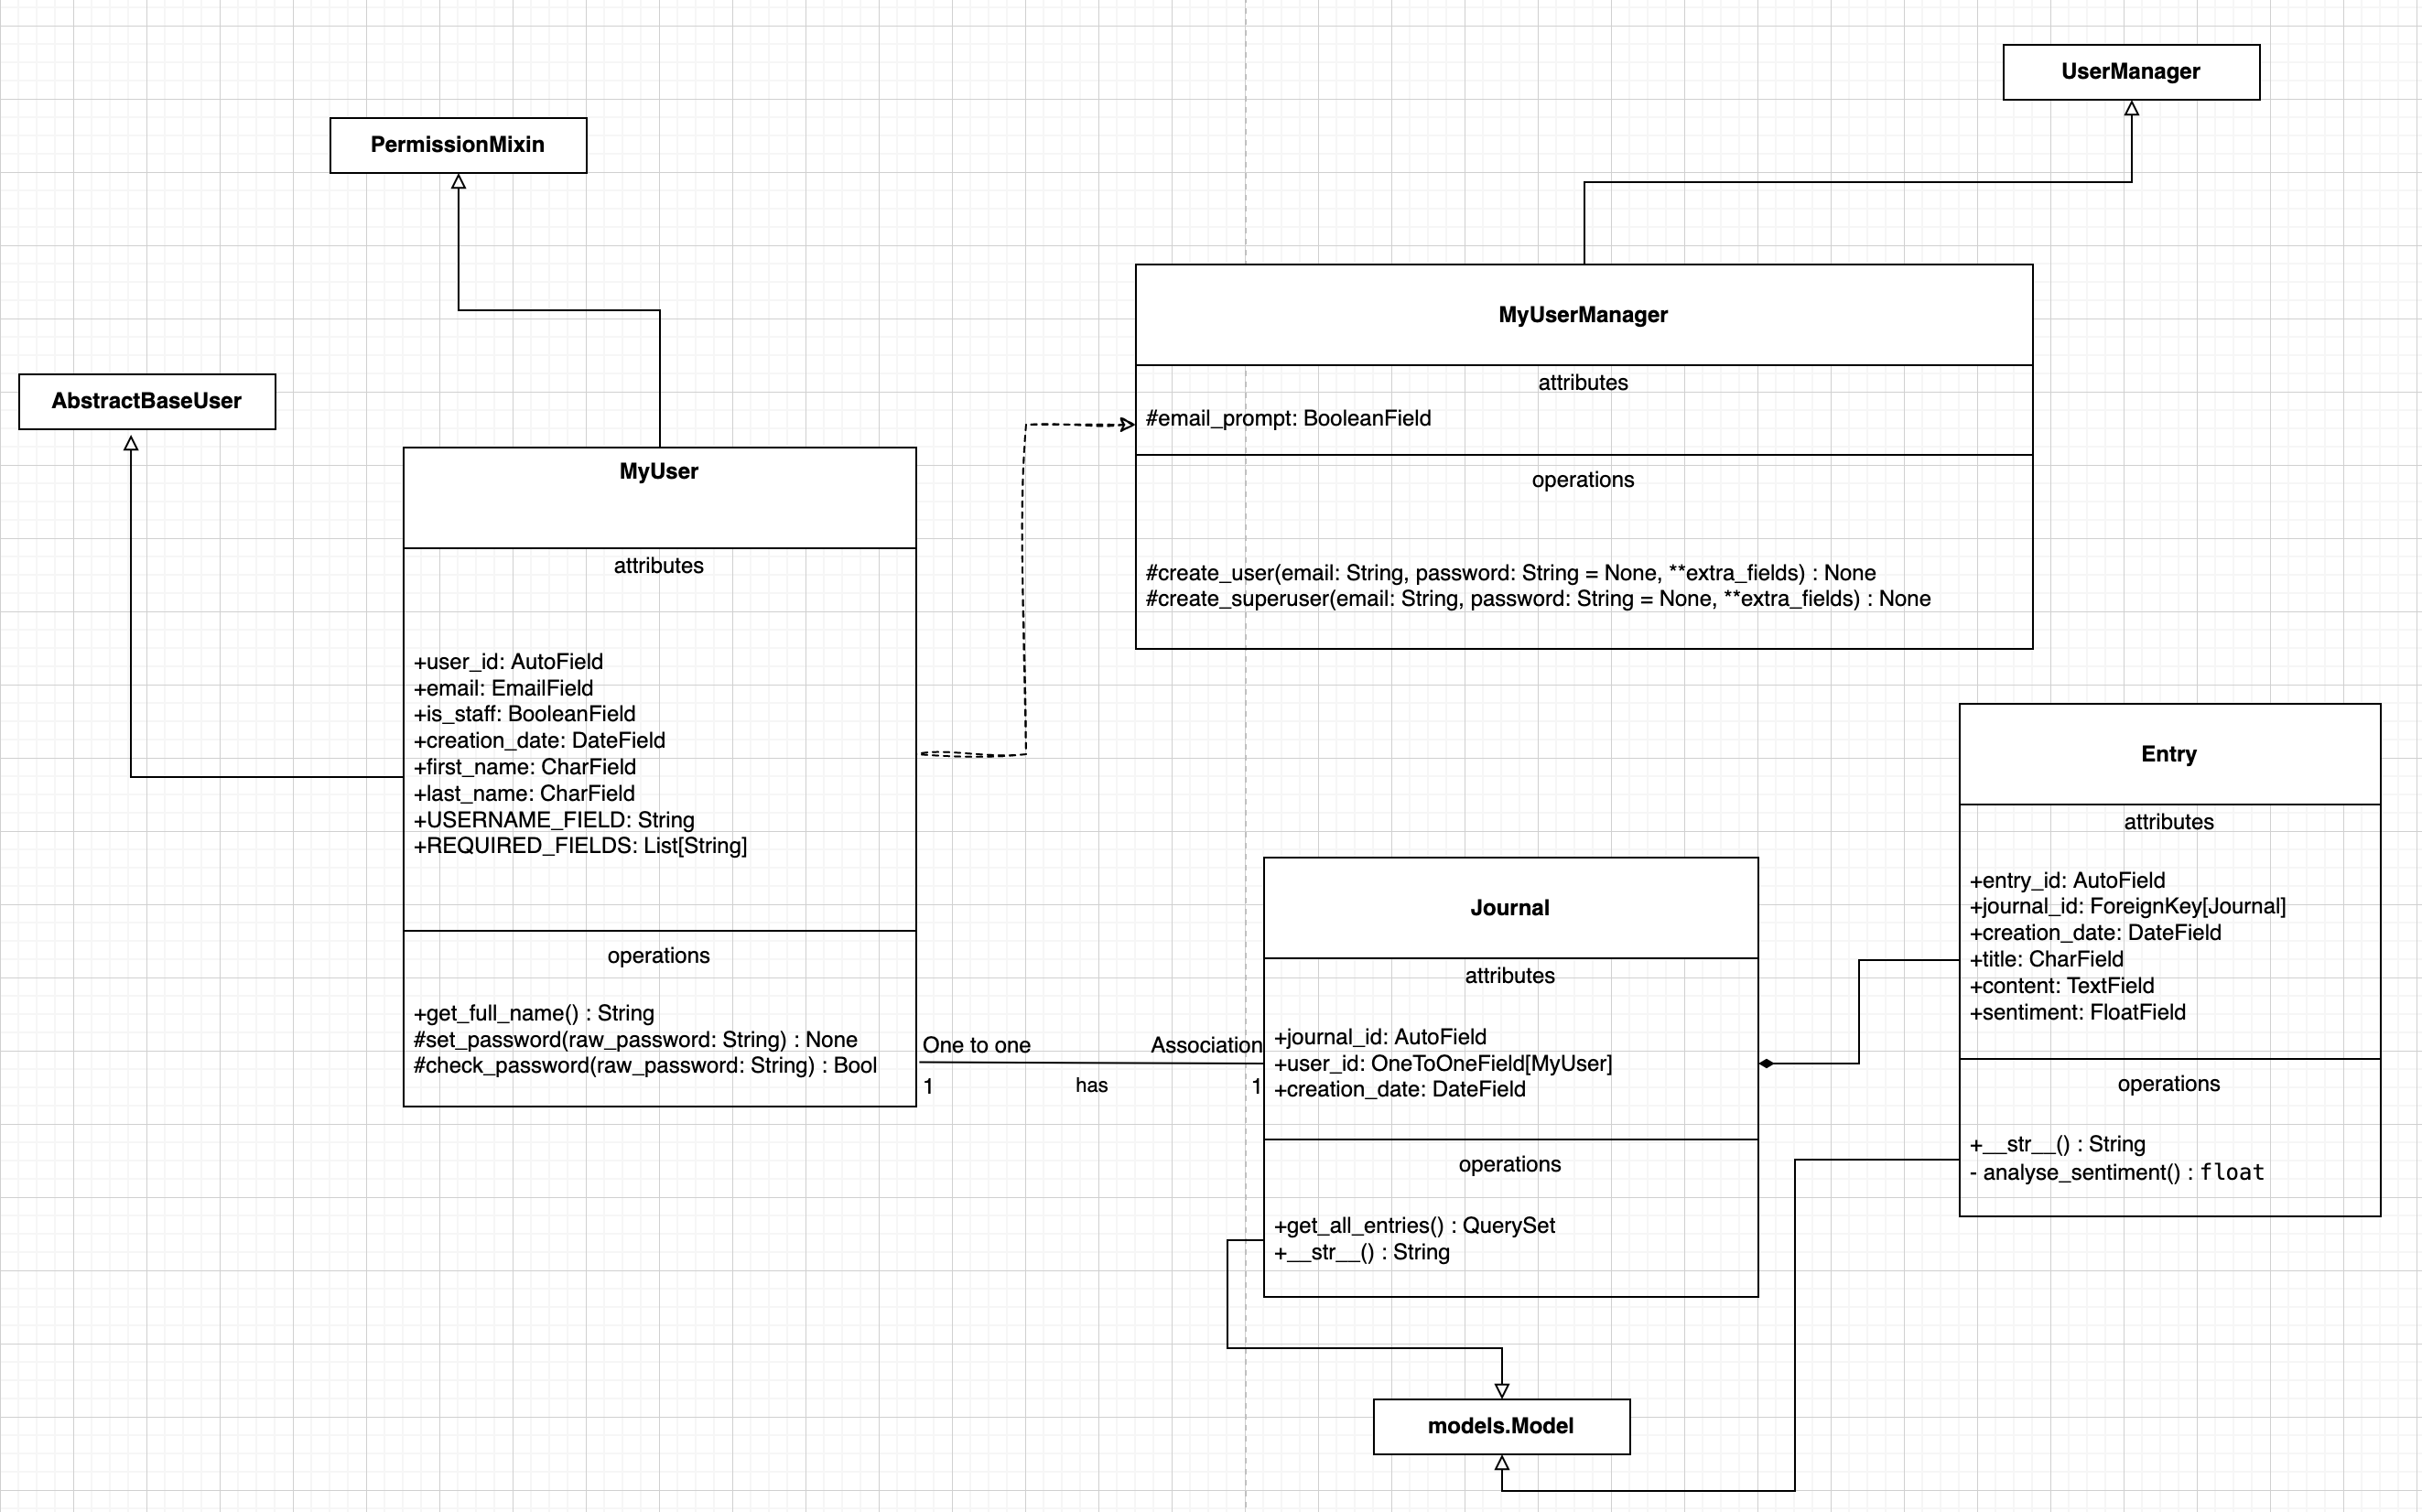 UserManager
PermissionMixin
AbstractBaseUser
MyUserManager
attributes
#email_prompt: BooleanField
operations
#create_user(email: String, password: String = None, **extra_fields) : None
#create_superuser(email: String, password: String = None, **extra_fields) : None
MyUser
attributes
+user_id: AutoField
+email: EmailField
+is_staff: BooleanField
+creation_date: DateField
+first_name: CharField
+last_name: CharField
+USERNAME_FIELD: String
+REQUIRED_FIELDS: List[String]
operations
+get_full_name() : String
#set_password(raw_password: String) : None
#check_password(raw_password: String) : Bool
One to one
Association
1
has
1
Journal
attributes
+journal_id: AutoField
+user_id: OneToOneField[MyUser]
+creation_date: DateField
operations
+get_all_entries() : QuerySet
+__str__() : String
Entry
attributes
+entry_id: AutoField
+journal_id: ForeignKey[Journal]
+creation_date: DateField
+title: CharField
+content: TextField
+sentiment: FloatField
operations
+__str__() : String
- analyse_sentiment() : float
models.Model